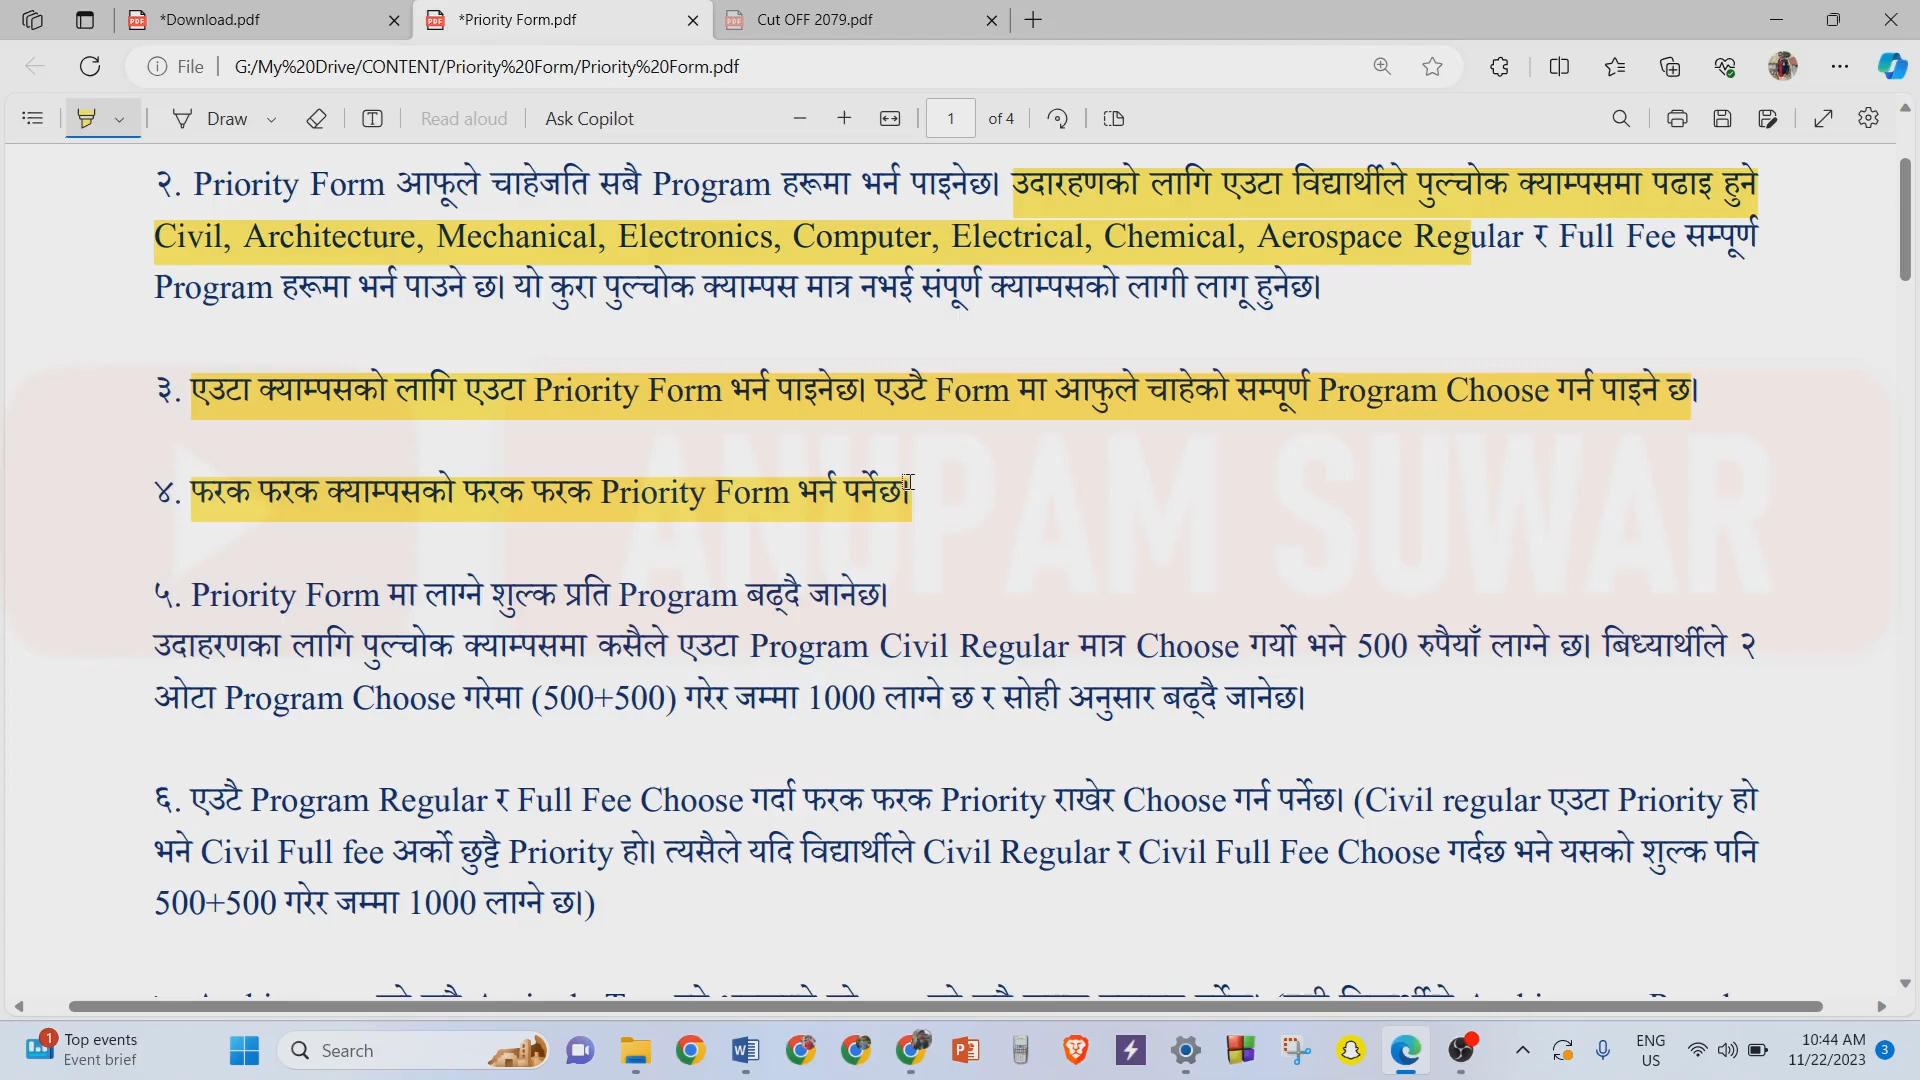 *Download.pdf
*Priority Form.pdf
Cut OFF 2079.pdf
File
G:/My%20Drive/CONTENT/Priority%20Form/Priority%20Form.pdf
Draw
Read aloud
Ask Copilot
1
of 4
२. Priority Form आफूले चाहेजति सबै Program हरूमा भर्न पाइनेछ। उदारहणको लागि एउटा विद्यार्थीले पुल्चोक क्याम्पसमा पढाइ हुने
Civil, Architecture, Mechanical, Electronics, Computer, Electrical, Chemical, Aerospace Regular र Full Fee सम्पूर्ण
Program हरूमा भर्न पाउने छ। यो कुरा पुल्चोक क्याम्पस मात्र नभई संपूर्ण क्याम्पसको लागी लागू हुनेछ।
३. एउटा क्याम्पसको लागि एउटा Priority Form भर्न पाइनेछ। एउटै Form मा आफुले चाहेको सम्पूर्ण Program Choose गर्न पाइने छ।
४. फरक फरक क्याम्पसको फरक फरक Priority Form भर्न पर्नेछ।
ANUPAM SUWAR
५. Priority Form मा लाग्ने शुल्क प्रति Program बढ्दै जानेछ।
उदाहरणका लागि पुल्चोक क्याम्पसमा कसैले एउटा Program Civil Regular मात्र Choose गर्यो भने 500 रुपैयाँ लाग्ने छ। बिध्यार्थीले २
ओटा Program Choose गरेमा (500+500) गरेर जम्मा 1000 लाग्ने छ र सोही अनुसार बढ्दै जानेछ।
६. एउटै Program Regular र Full Fee Choose गर्दा फरक फरक Priority राखेर Choose गर्न पर्नेछ। (Civil regular एउटा Priority हो
भने Civil Full fee अर्को छुट्टै Priority हो। त्यसैले यदि विद्यार्थीले Civil Regular र Civil Full Fee Choose गर्दछ भने यसको शुल्क पनि
500+500 गरेर जम्मा 1000 लाग्ने छ।)
1
Top events
Event brief
Search
ENG
US
10:44 AM
11/22/2023
3